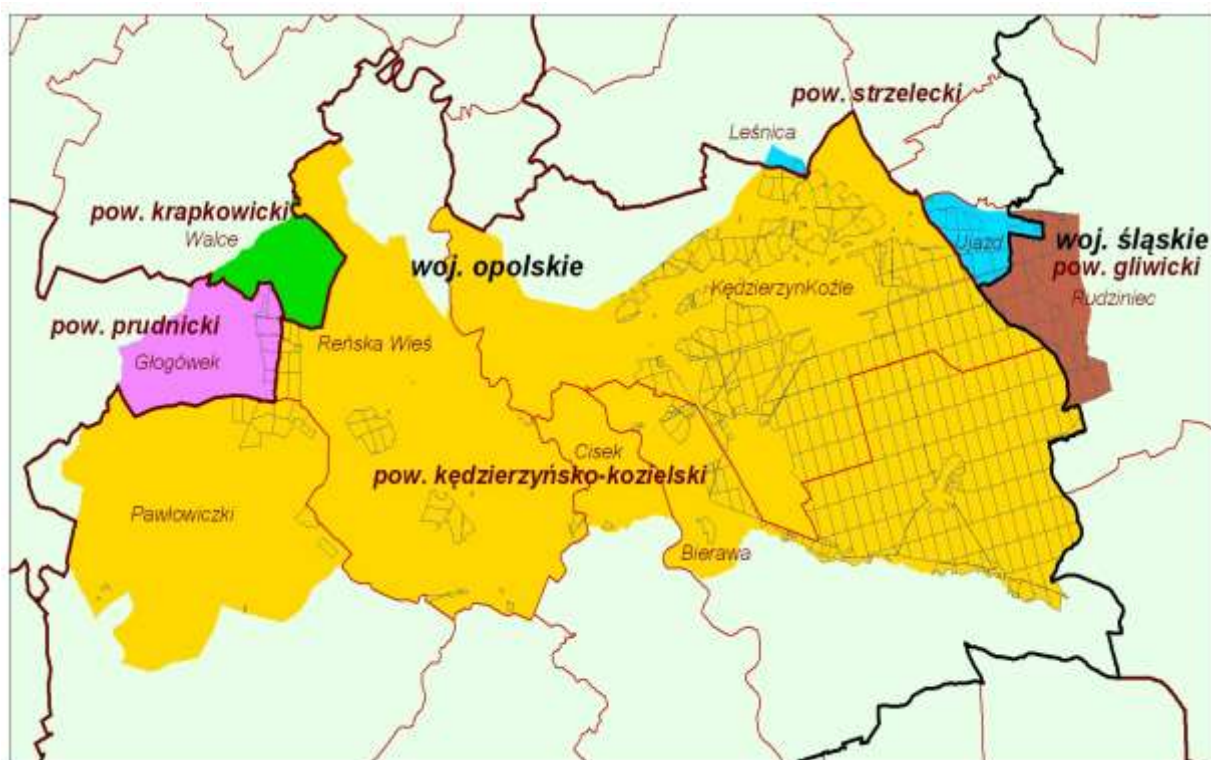 pow. strzelecki
Leśnica
pow. krapkowicki
Walce
woj. opolskie
Ujazd
woj. śląskie
pow. gliwicki
Rudziniec
KędzierzynKoźle
pow. prudnicki
Głogówek
Reńska Wieś
Cisek
pow. kędzierzyńsko-kozielski
Pawłowiczki
Bierawa